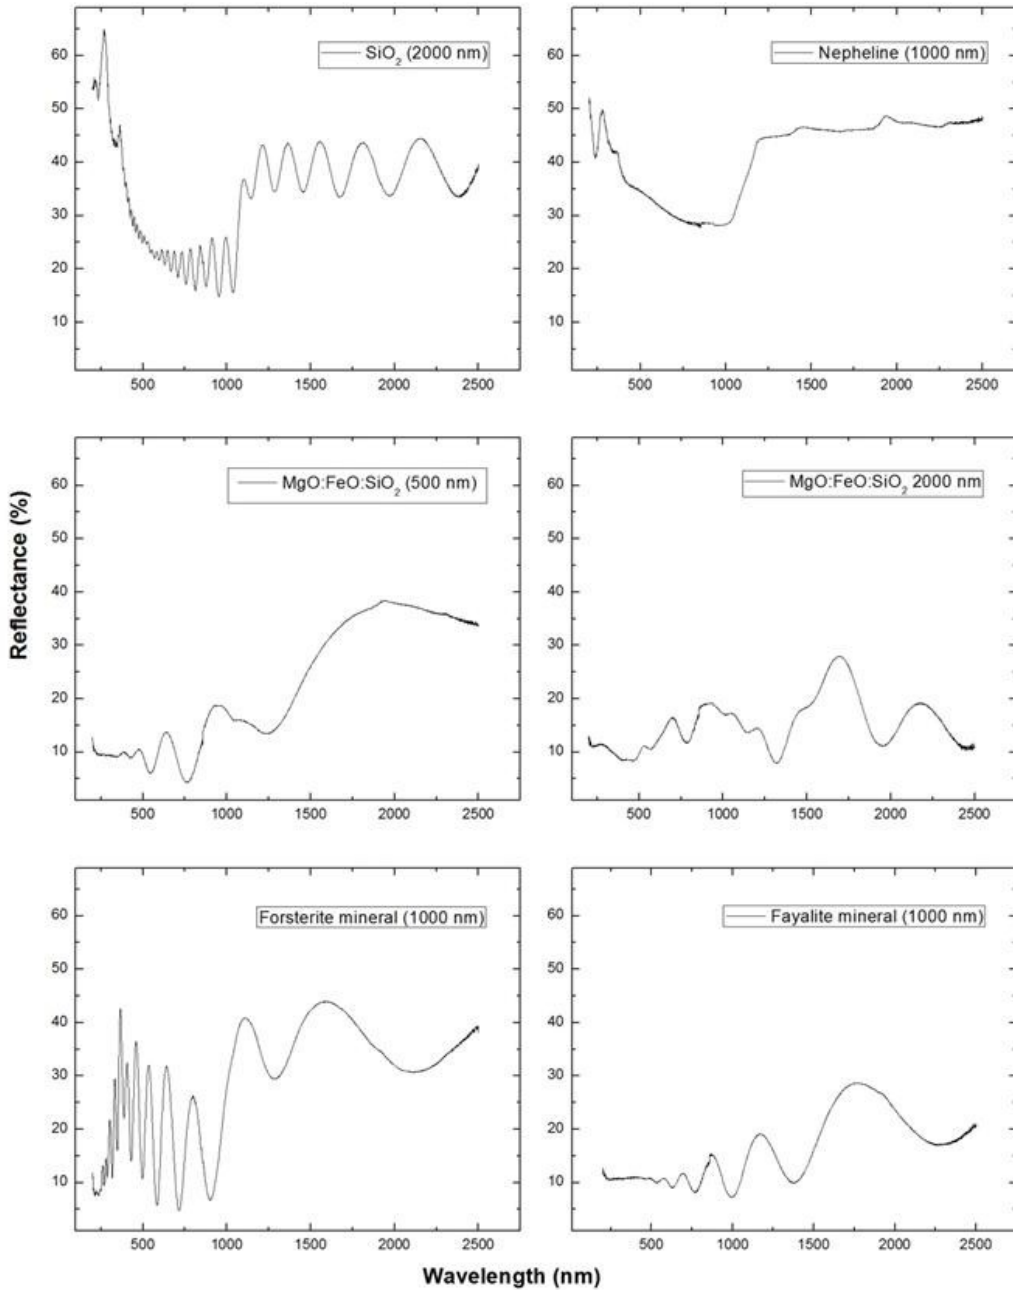 60
50
40
30
20
10
SiO2 (2000 nm)
500 1000 1500 2000 2500
60
50
40
30
20
10
Nepheline (1000 nm)
500 1000 1500 2000 2500
Reflectance (%)
60
50
40
30
20
10
MgO:FeO:SiO2 (500 nm)
500 1000 1500 2000 2500
60
50
40
30
20
10
MgO:FeO:SiO2 2000 nm
500 1000 1500 2000 2500
60
50
40
30
20
10
Forsterite mineral (1000 nm)
500 1000 1500 2000 2500
60
50
40
30
20
10
Fayalite mineral (1000 nm)
500 1000 1500 2000 2500
Wavelength (nm)